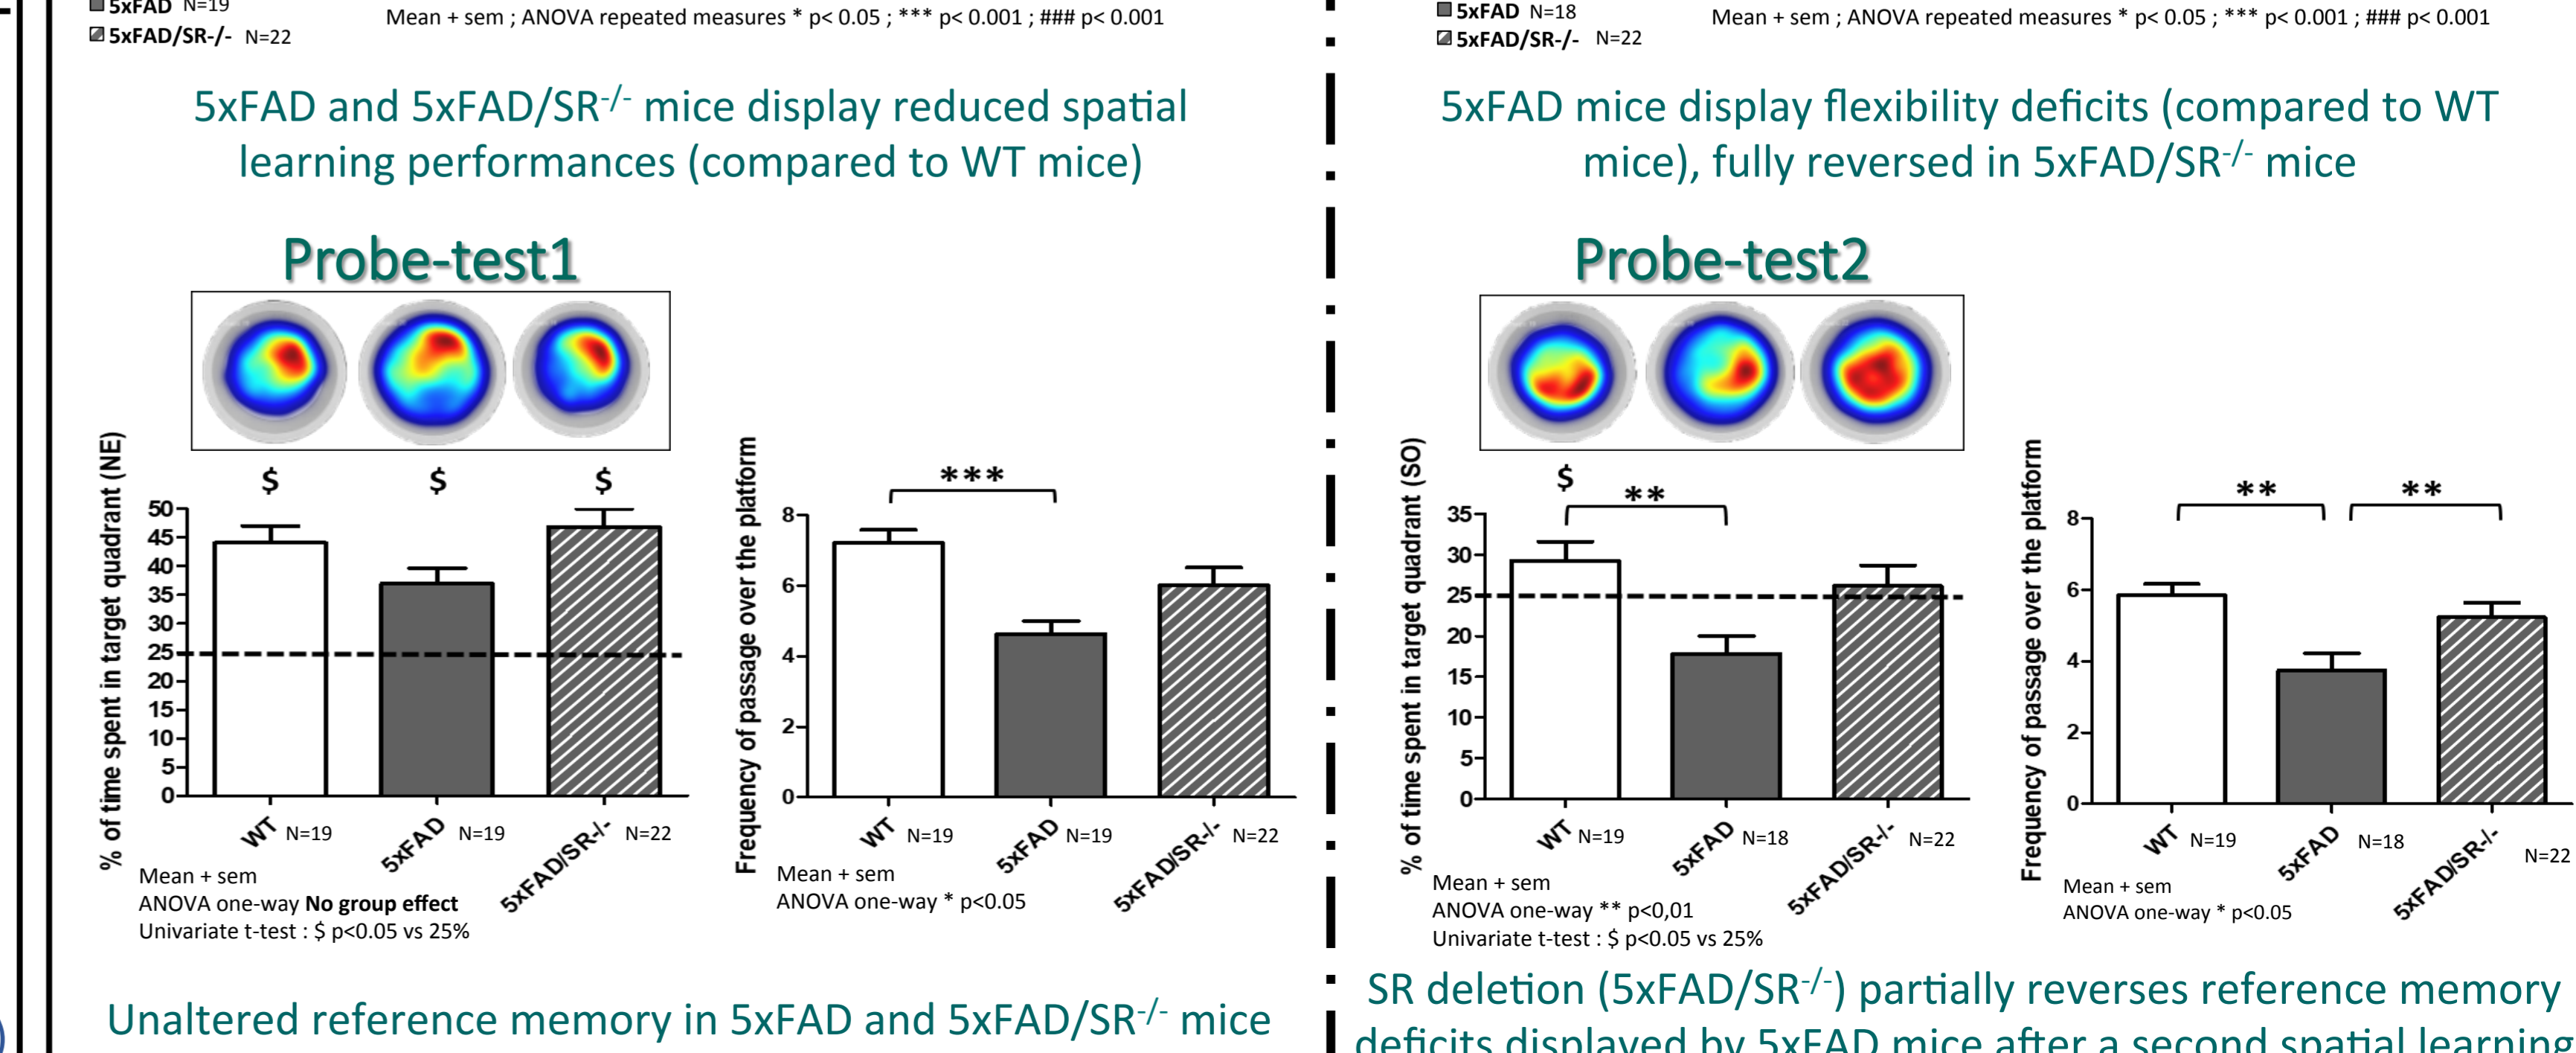 5xFAD N=19
5xFAD/SR-/- N=22
Mean + sem ; ANOVA repeated measures * p< 0.05 ; *** p< 0.001 ; ### p< 0.001
5xFAD and 5xFAD/SR-/- mice display reduced spatial
learning performances (compared to WT mice)
Probe-test1
% of time spent in target quadrant (NE)
$ $ $
50
45
40
35
30
25
20
15
10
5
0
WT N=19
5xFAD N=19
5xFAD/SR-/- N=22
Mean + sem
ANOVA one-way No group effect
Univariate t-test : $ p<0.05 vs 25%
Frequency of passage over the platform
***
8
6
4
2
0
WT N=19
5xFAD N=19
5xFAD/SR-/- N=22
Mean + sem
ANOVA one-way * p<0.05
Unaltered reference memory in 5xFAD and 5xFAD/SR-/- mice
5xFAD N=18
5xFAD/SR-/- N=22
Mean + sem ; ANOVA repeated measures * p< 0.05 ; *** p< 0.001 ; ### p< 0.001
5xFAD mice display flexibility deficits (compared to WT
mice), fully reversed in 5xFAD/SR-/- mice
Probe-test2
% of time spent in target quadrant (SO)
$
**
35
30
25
20
15
10
5
0
WT N=19
5xFAD N=18
5xFAD/SR-/- N=22
Mean + sem
ANOVA one-way ** p<0,01
Univariate t-test : $ p<0.05 vs 25%
Frequency of passage over the platform
** **
8
6
4
2
0
WT N=19
5xFAD N=18
5xFAD/SR-/- N=22
Mean + sem
ANOVA one-way * p<0.05
SR deletion (5xFAD/SR-/-) partially reverses reference memory
deficits displayed by 5xFAD mice after a second spatial learning